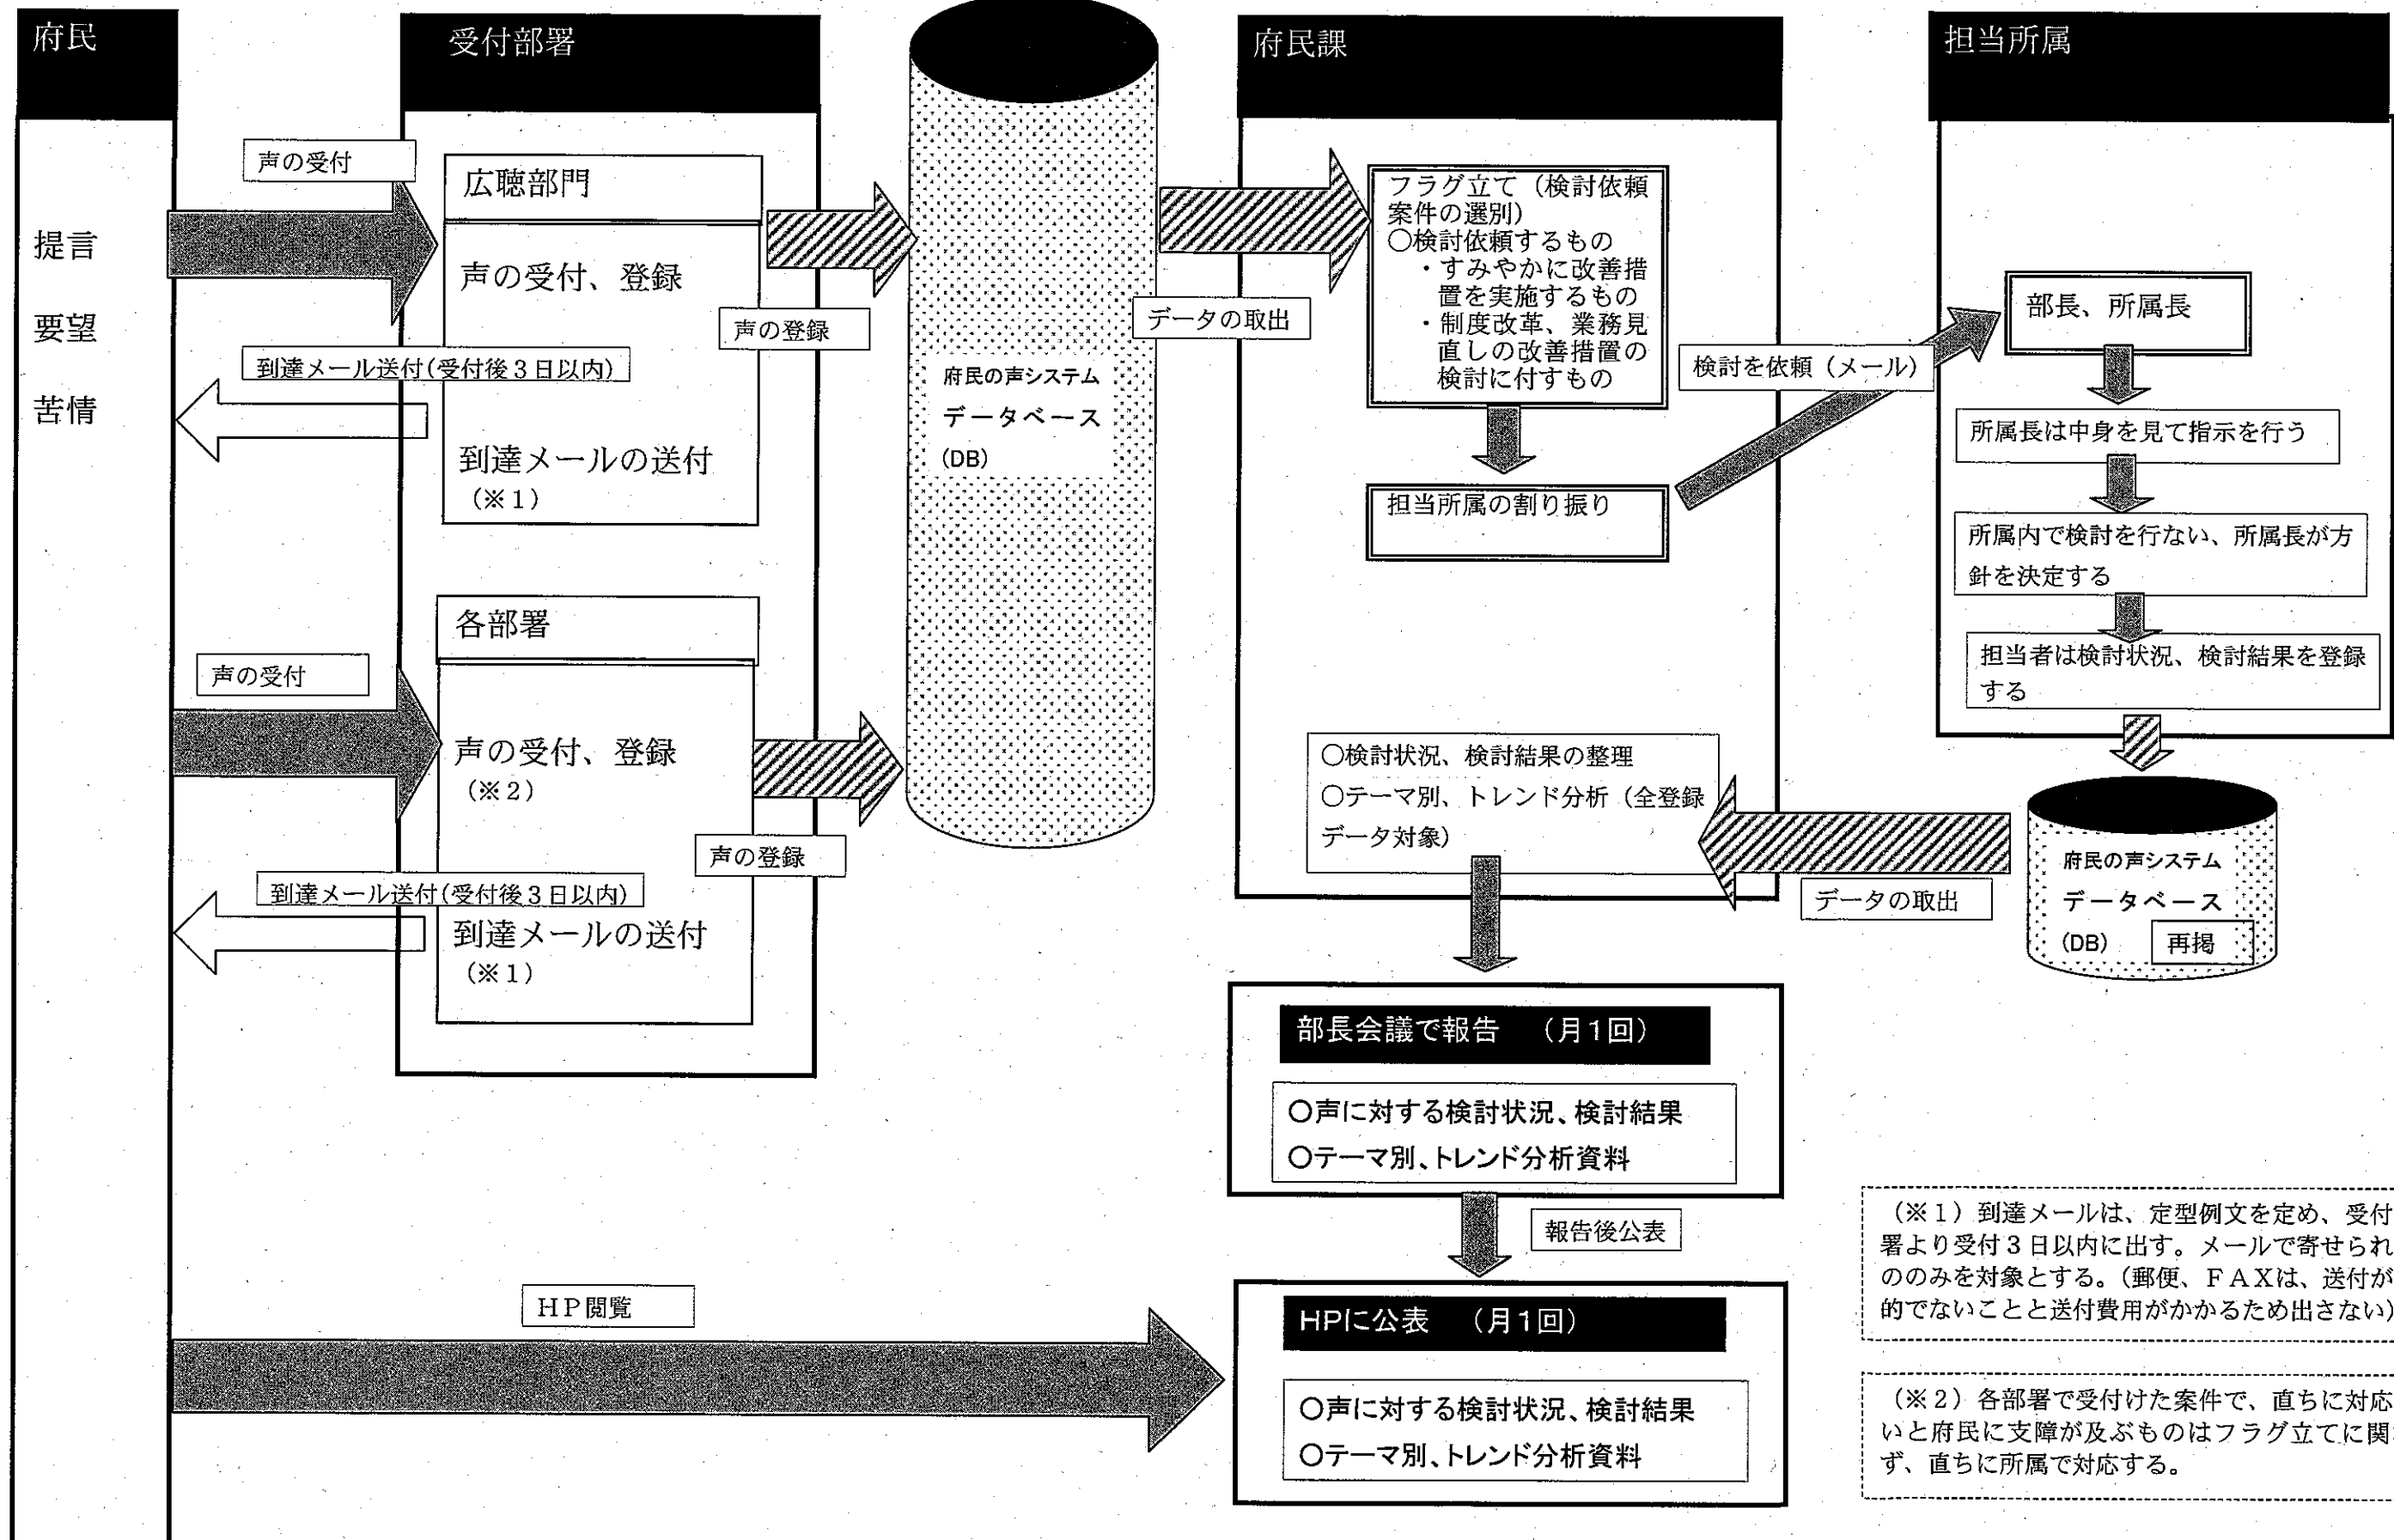 府民
提言
要望
苦情
声の受付
到達メール送付(受付後3日以内)
声の受付
到達メール送付(受付後3日以内)
受付部署
広聴部門
声の受付、登録
到達メールの送付
(※1)
各部署
声の受付、登録
(※2)
到達メールの送付
(※1)
声の登録
声の登録
府民の声システム
データベース
(DB)
データの取出
府民課
フラグ立て（検討依頼
案件の選別）
○検討依頼するもの
・すみやかに改善措
置を実施するもの
・制度改革、業務見
直しの改善措置の
検討に付すもの
担当所属の割り振り
検討を依頼（メール）
担当所属
部長、所属長
所属長は中身を見て指示を行う
所属内で検討を行ない、所属長が方
針を決定する
担当者は検討状況、検討結果を登録
する
府民の声システム
データベース
(DB)
再掲
データの取出
○検討状況、検討結果の整理
○テーマ別、トレンド分析（全登録
データ対象）
部長会議で報告　（月1回）
○声に対する検討状況、検討結果
○テーマ別、トレンド分析資料
報告後公表
HP閲覧
HPに公表　（月1回）
○声に対する検討状況、検討結果
○テーマ別、トレンド分析資料
（※1）到達メールは、定型例文を定め、受付
署より受付3日以内に出す。メールで寄せられ
ののみを対象とする。（郵便、FAXは、送付が
的でないことと送付費用がかかるため出さない）
（※2）各部署で受付けた案件で、直ちに対応
いと府民に支障が及ぶものはフラグ立てに関
ず、直ちに所属で対応する。